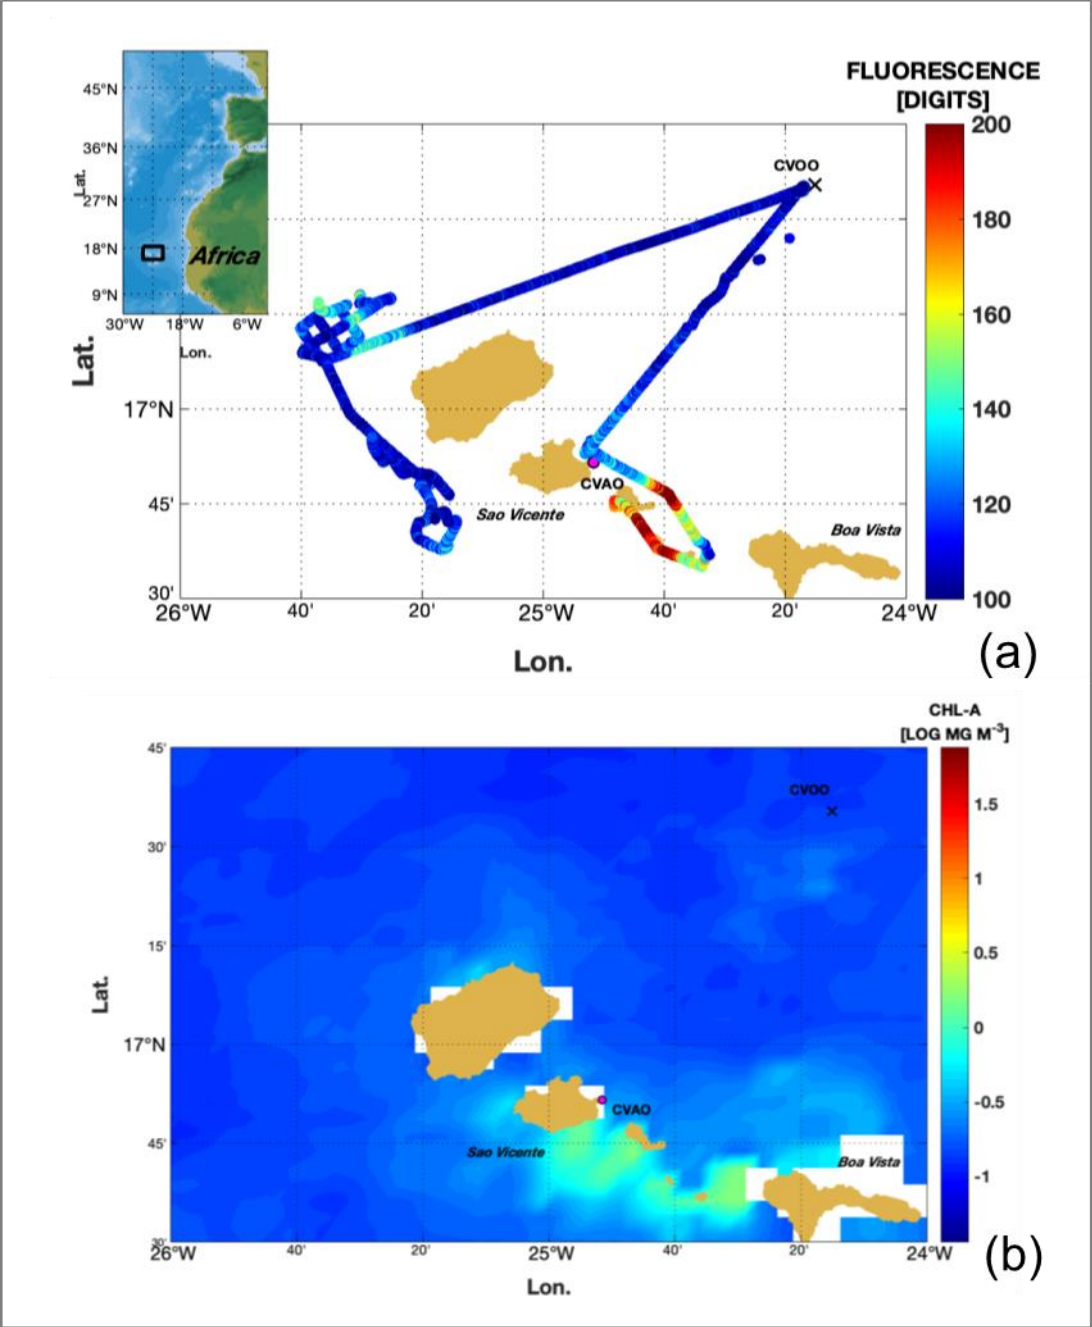 FLUORESCENCE
[DIGITS]
45°N
36°N
27°N
18°N
9°N
Lat.
Africa
30°W 18°W 6°W
Lon.
CVOO
200
180
160
140
120
100
Lat.
17°N
45'
30'
CVAO
Sao Vicente
Boa Vista
26°W 40' 20' 25°W 40' 20' 24°W
Lon.
(a)
CHL-A
[LOG MG M-3]
45'
30'
15'
17°N
45'
30'
Lat.
CVOO
CVAO
Sao Vicente
Boa Vista
1.5
1
0.5
0
-0.5
-1
26°W 40' 20' 25°W 40' 20' 24°W
Lon.
(b)